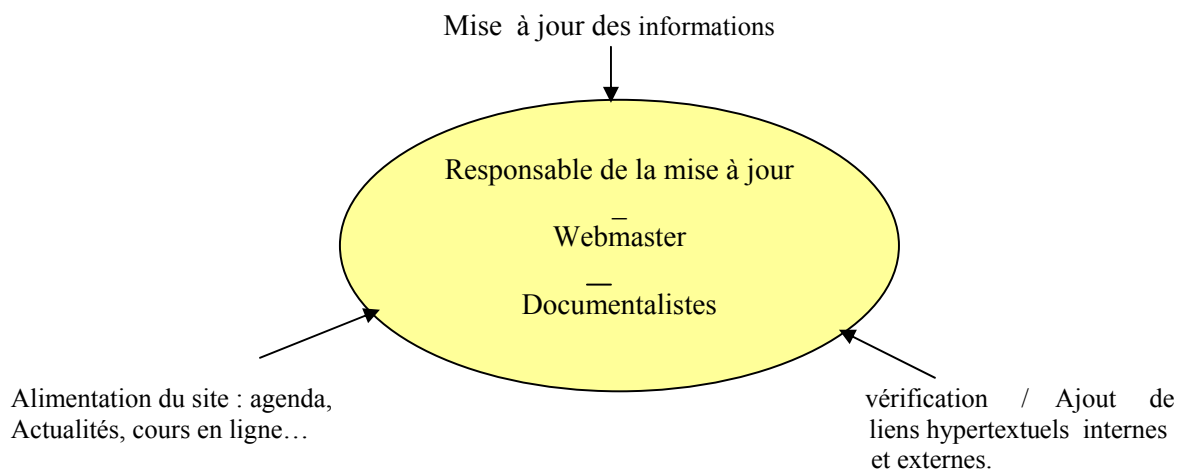 Mise à jour des informations
Responsable de la mise à jour
–
Webmaster
—
Documentalistes
Alimentation du site : agenda,
Actualités, cours en ligne…
vérification / Ajout de
liens hypertextuels internes
et externes.